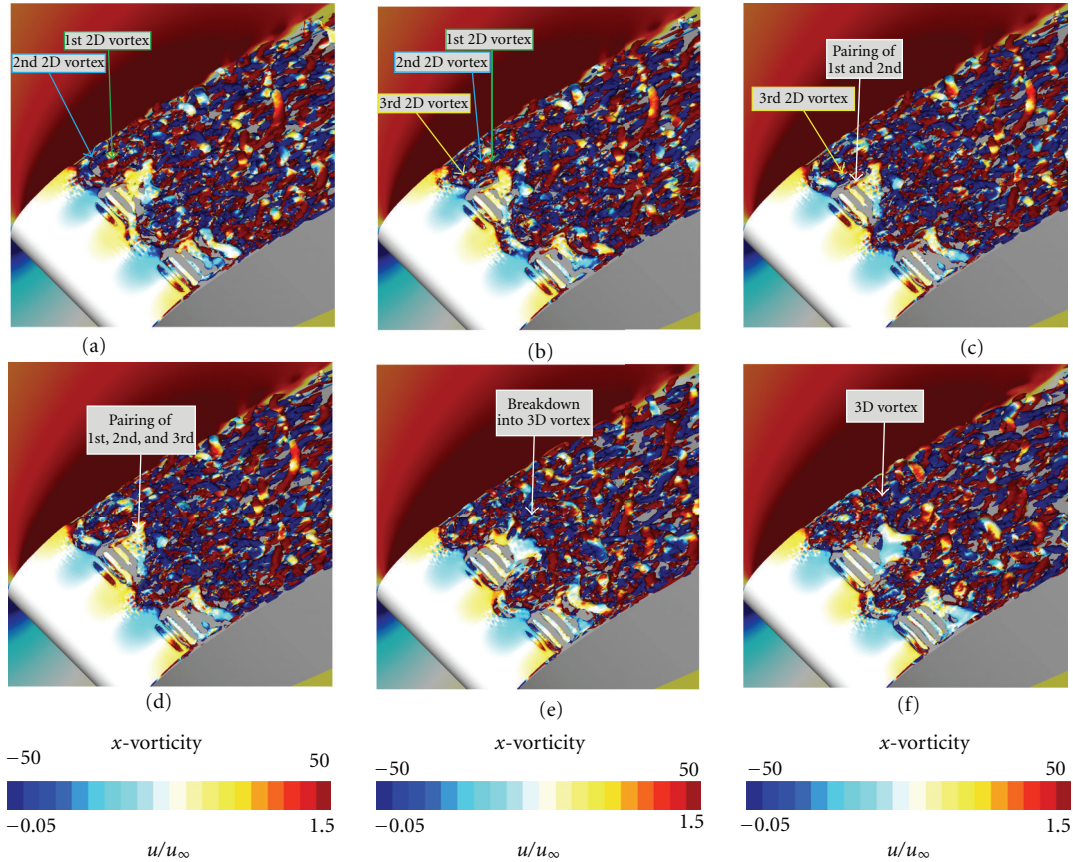 1st 2D vortex
2nd 2D vortex
(a)
1st 2D vortex
2nd 2D vortex
3rd 2D vortex
(b)
Pairing of
1st and 2nd
3rd 2D vortex
(c)
Pairing of
1st, 2nd, and 3rd
(d)
Breakdown
into 3D vortex
(e)
3D vortex
(f)
x-vorticity
−50 50
−0.05 1.5
u/u∞
x-vorticity
−50 50
−0.05 1.5
u/u∞
x-vorticity
−50 50
−0.05 1.5
u/u∞